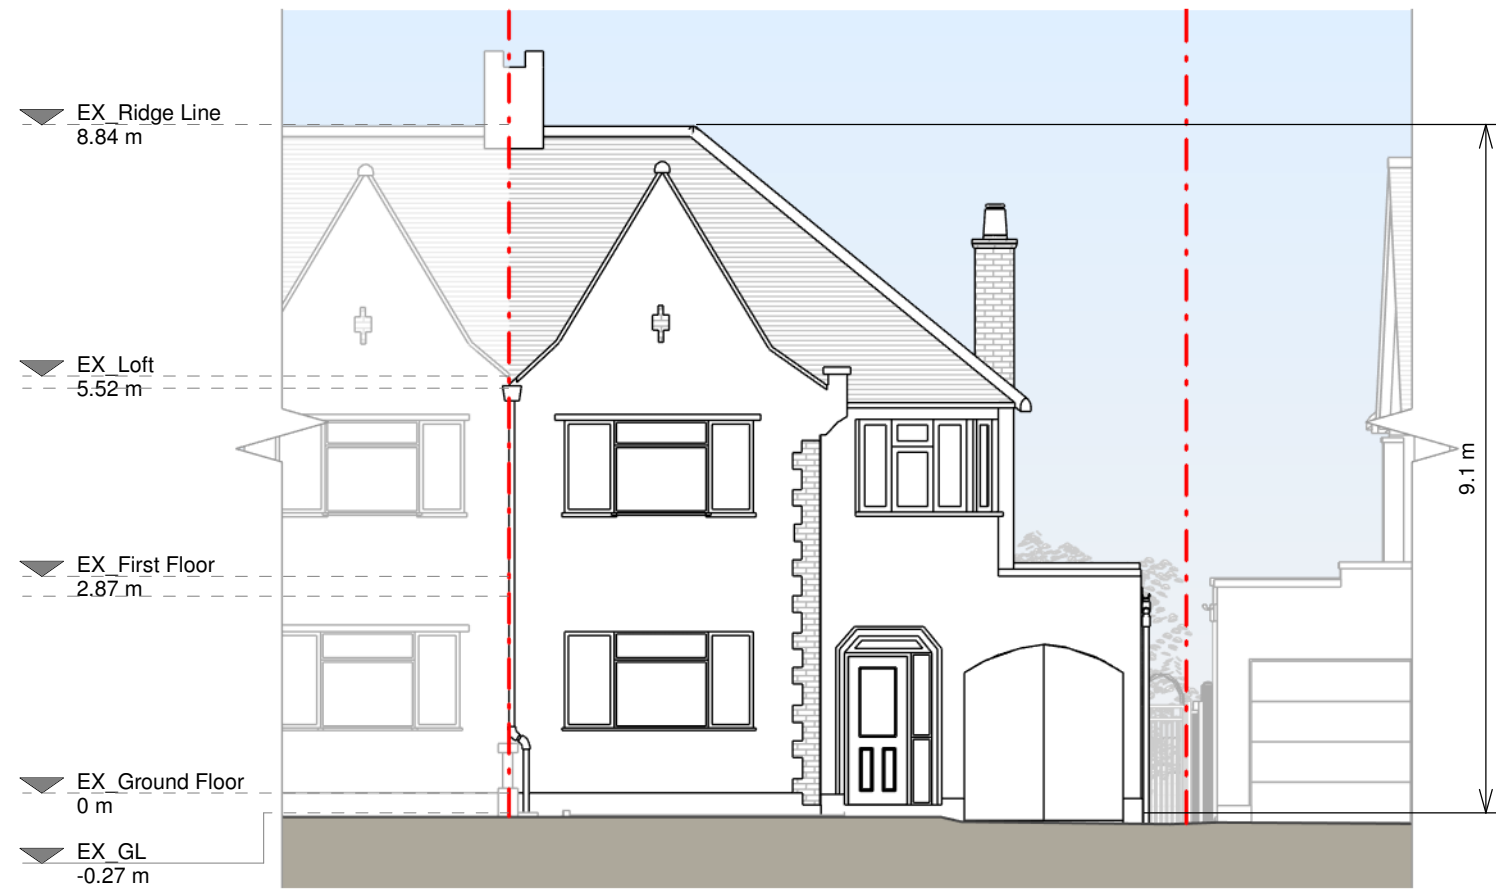 EX_Ridge Line
8.84 m
EX_Loft
5.52 m
9.1 m
EX_First Floor
2.87 m
EX_Ground Floor
0 m
EX_GL
-0.27 m